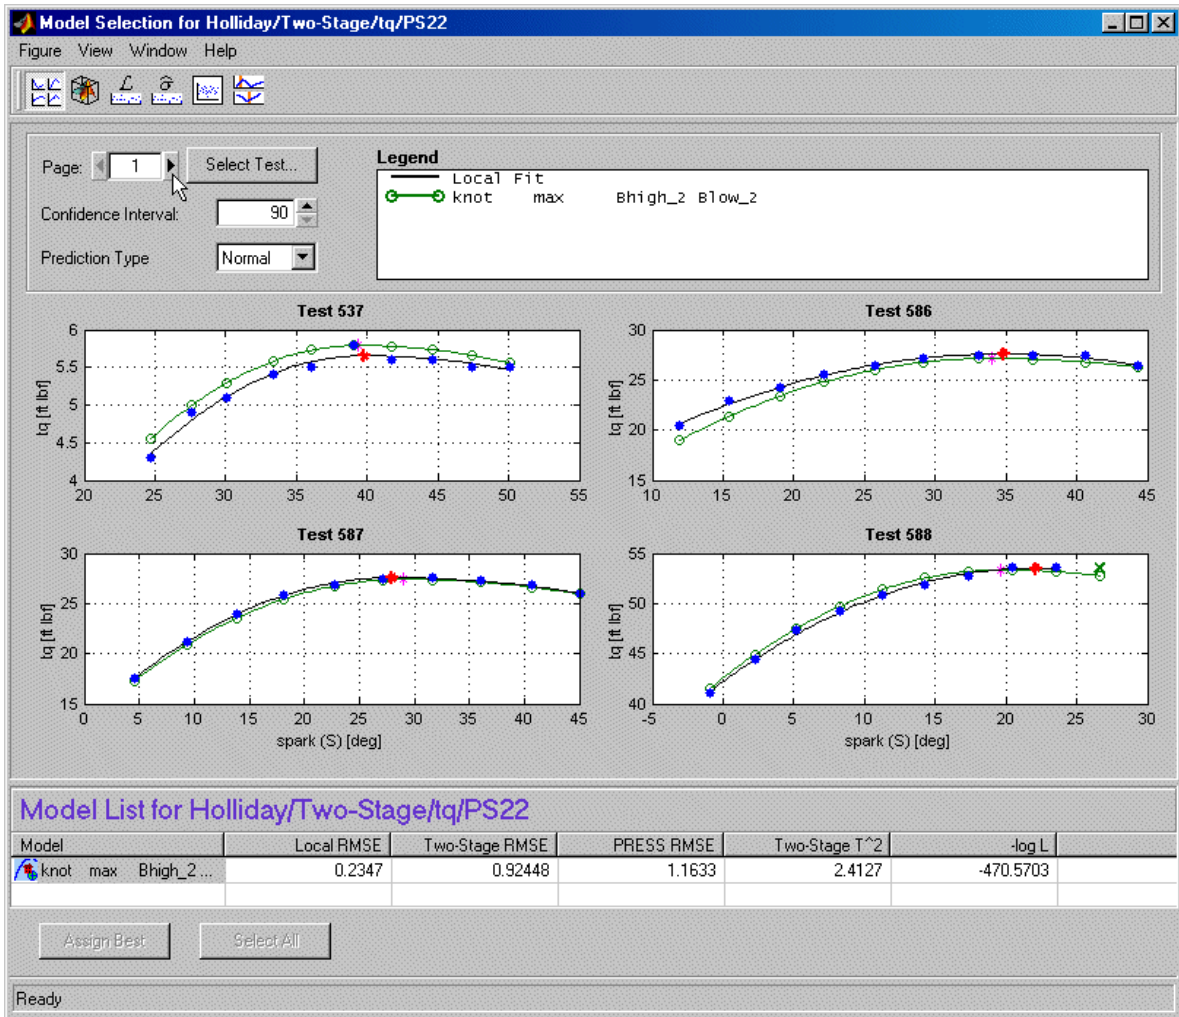 Model Selection for Holliday/Two-Stage/tq/PS22
Figure View Window Help
Page: 1 Select Test...
Confidence Interval: 90
Prediction Type Normal
Legend
Local Fit
knot max Bhigh_2 Blow_2
Test 537
6
5.5
5
4.5
4
tq [ft lbf]
20 25 30 35 40 45 50 55
Test 586
30
25
20
15
tq [ft lbf]
10 15 20 25 30 35 40 45
Test 587
30
25
20
15
tq [ft lbf]
0 5 10 15 20 25 30 35 40 45
spark (S) [deg]
Test 588
55
50
45
40
tq [ft lbf]
-5 0 5 10 15 20 25 30
spark (S) [deg]
Model List for Holliday/Two-Stage/tq/PS22
Model Local RMSE Two-Stage RMSE PRESS RMSE Two-Stage T^2 -log L
knot max Bhigh_2 ... 0.2347 0.92448 1.1633 2.4127 -470.5703
Assign Best Select All
Ready